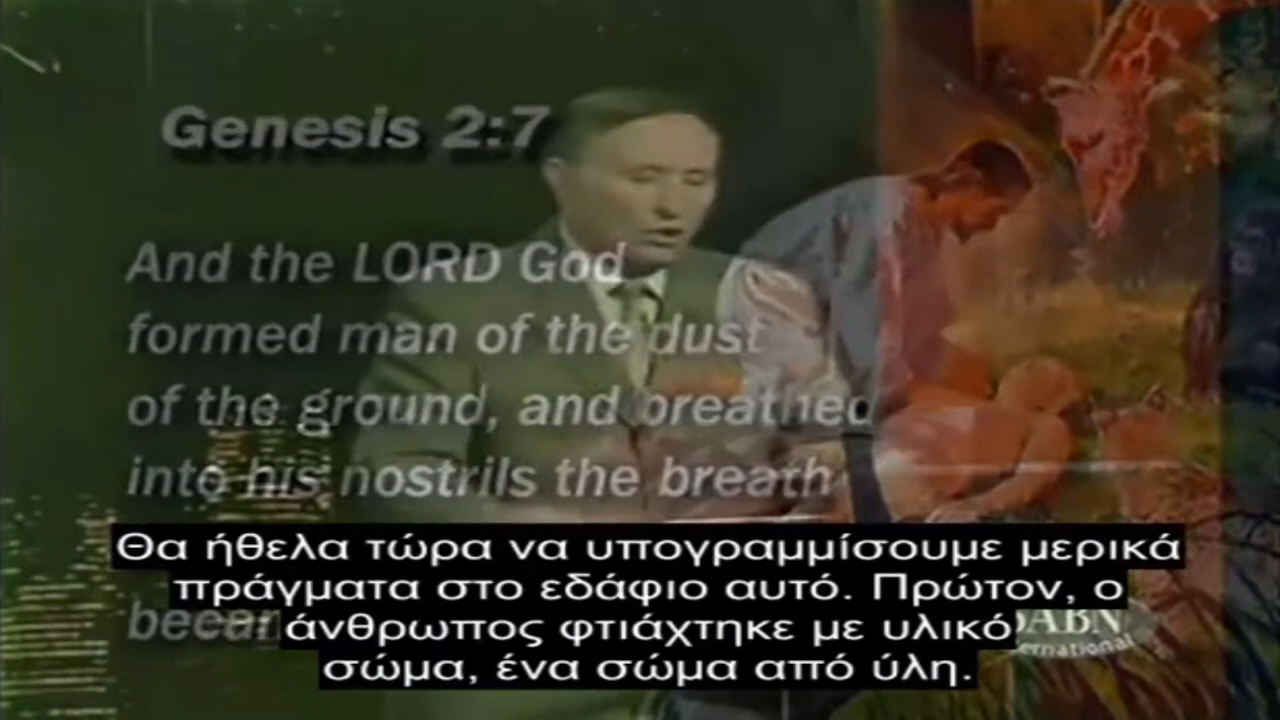 Genesis 2:7
And the LORD God
formed man of the dust
of the ground, and breathed
into his nostrils the breath
Θα ήθελα τώρα να υπογραμμίσουμε μερικά
πράγματα στο εδάφιο αυτό. Πρώτον, ο
άνθρωπος φτιάχτηκε με υλικό
σώμα, ένα σώμα από ύλη.